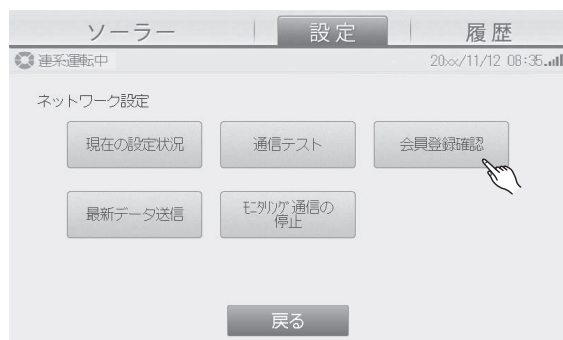 ソーラー 設定 履歴
連系運転中 20xx/11/12 08:35
ネットワーク設定
現在の設定状況 通信テスト 会員登録確認
最新データ送信 モニタリング通信の
停止
戻る